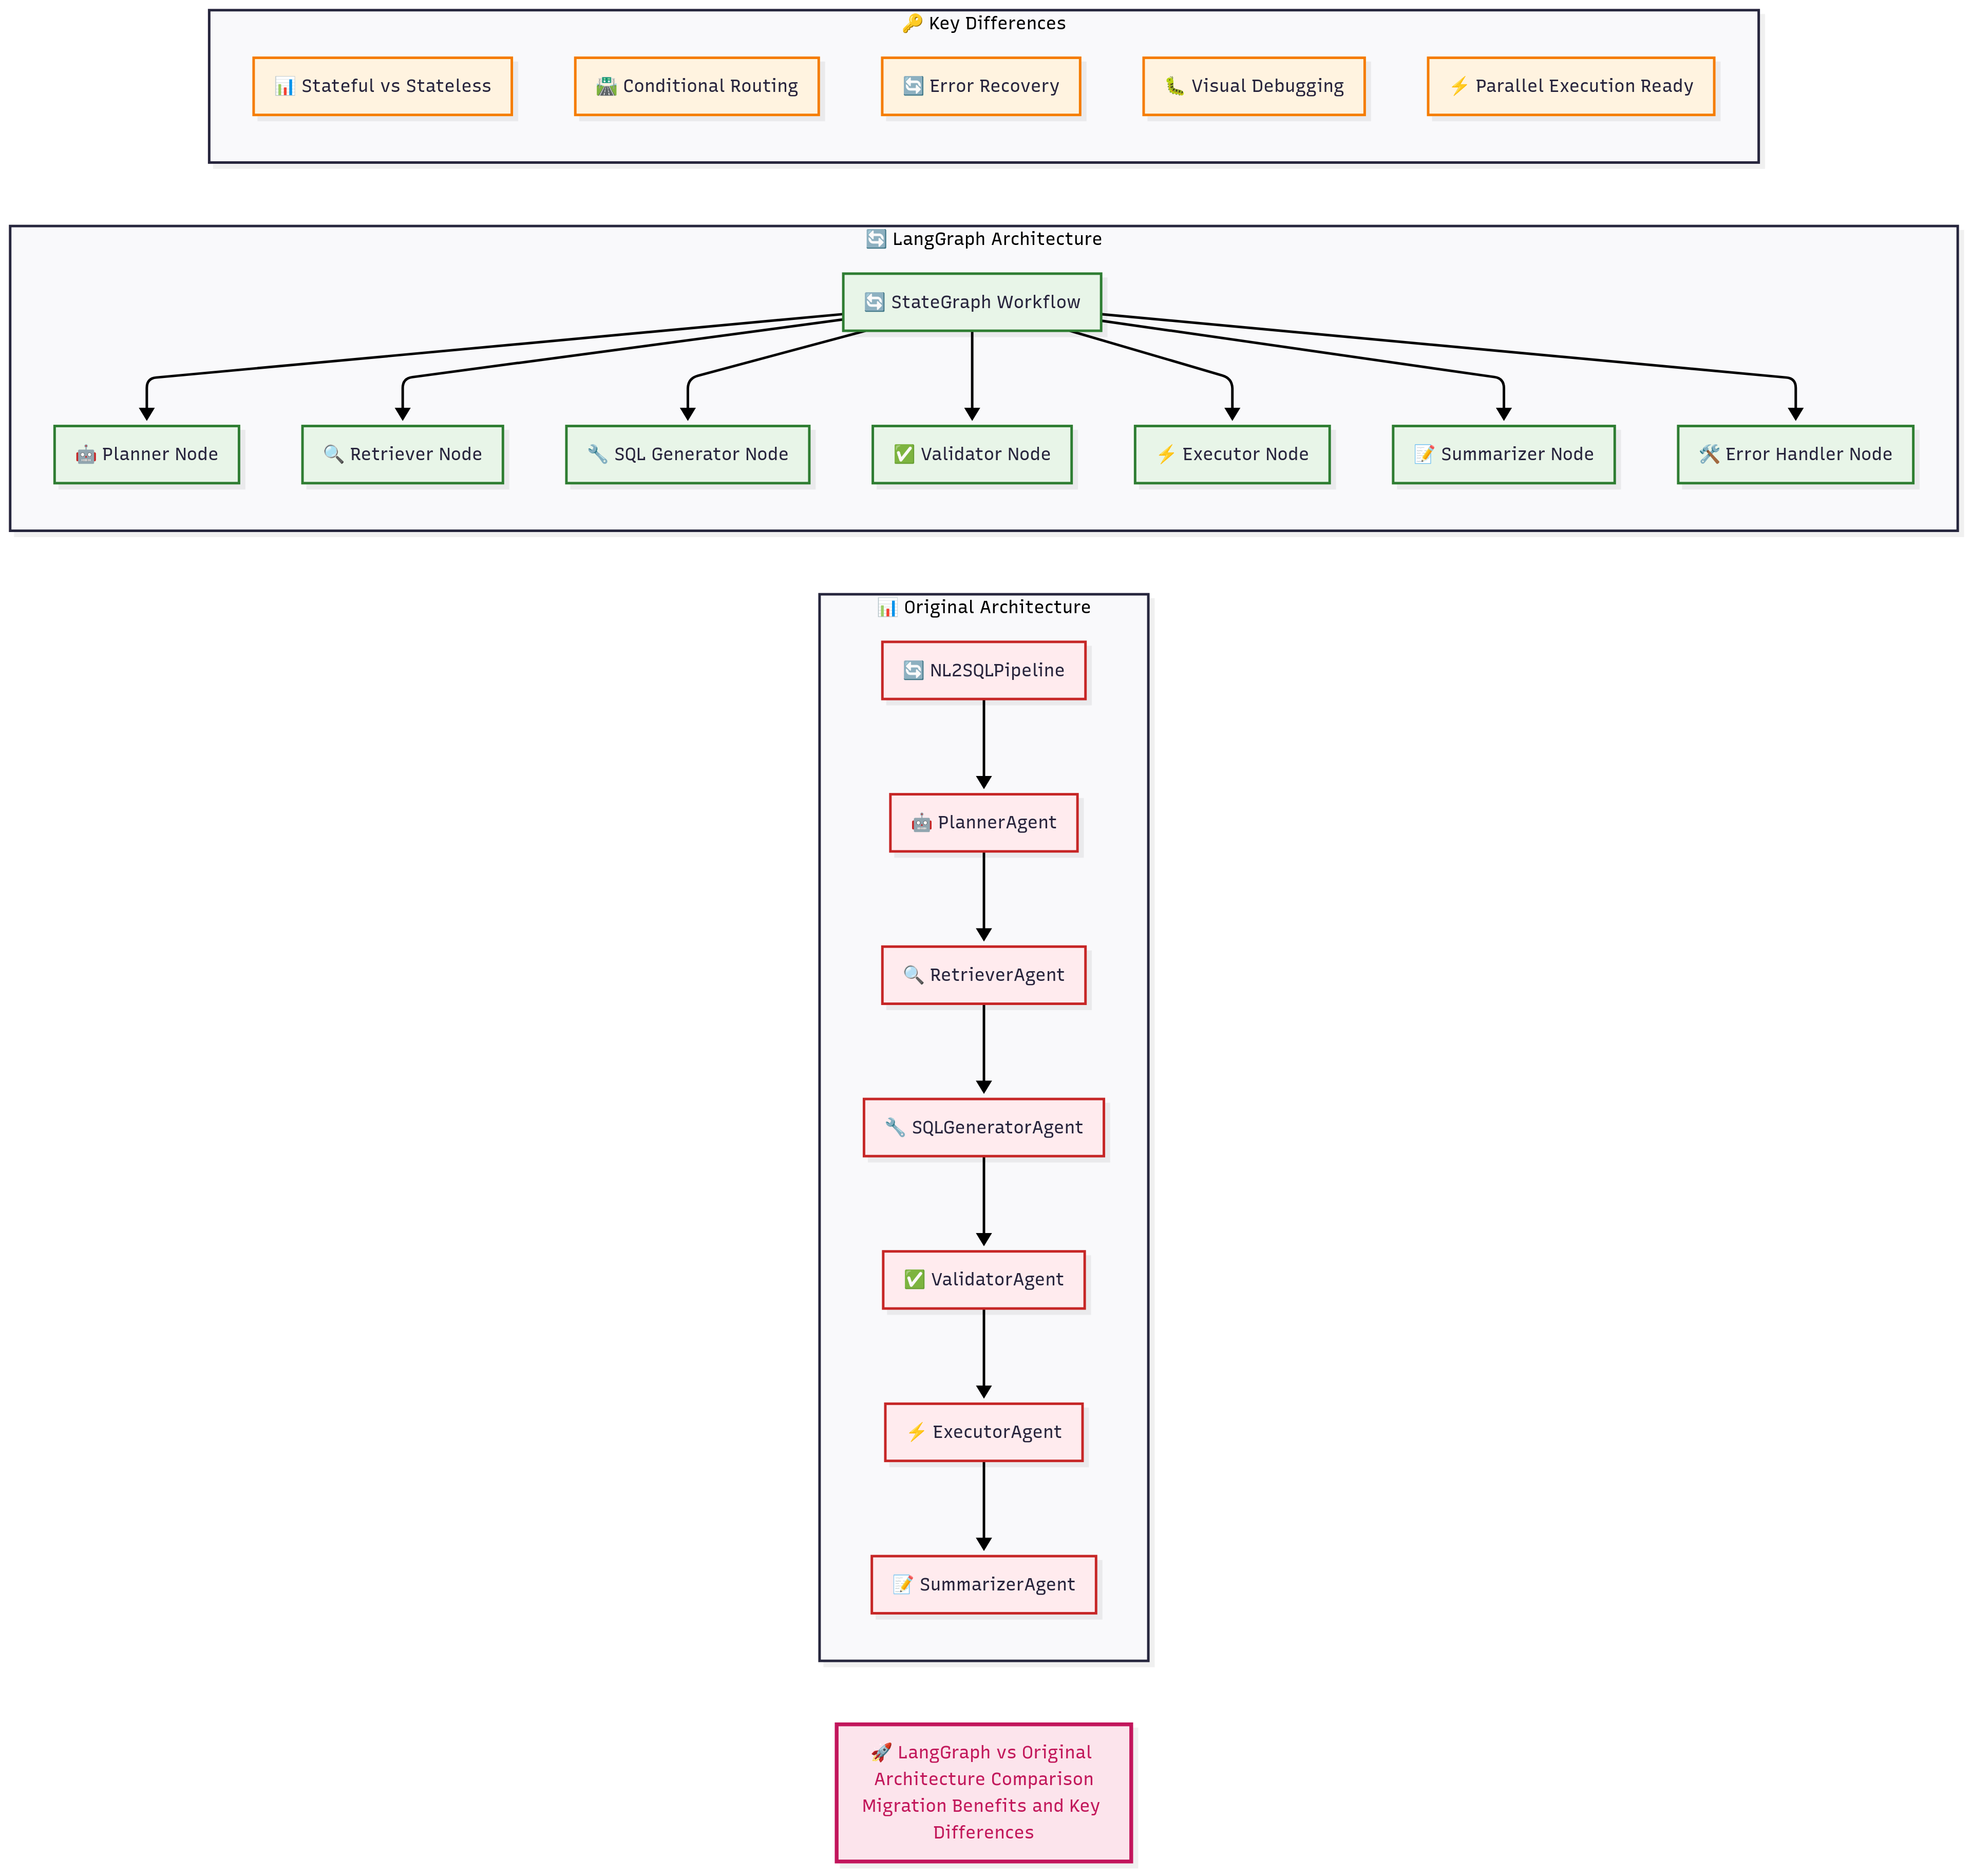 🔑 Key Differences
📊 Stateful vs Stateless
🛣️ Conditional Routing
🔄 Error Recovery
🐛 Visual Debugging
⚡ Parallel Execution Ready
🔄 LangGraph Architecture
🔄 StateGraph Workflow
🤖 Planner Node
🔍 Retriever Node
🔧 SQL Generator Node
✅ Validator Node
⚡ Executor Node
📝 Summarizer Node
🛠️ Error Handler Node
📊 Original Architecture
🔄 NL2SQLPipeline
🤖 PlannerAgent
🔍 RetrieverAgent
🔧 SQLGeneratorAgent
✅ ValidatorAgent
⚡ ExecutorAgent
📝 SummarizerAgent
🚀 LangGraph vs Original
Architecture Comparison
Migration Benefits and Key
Differences